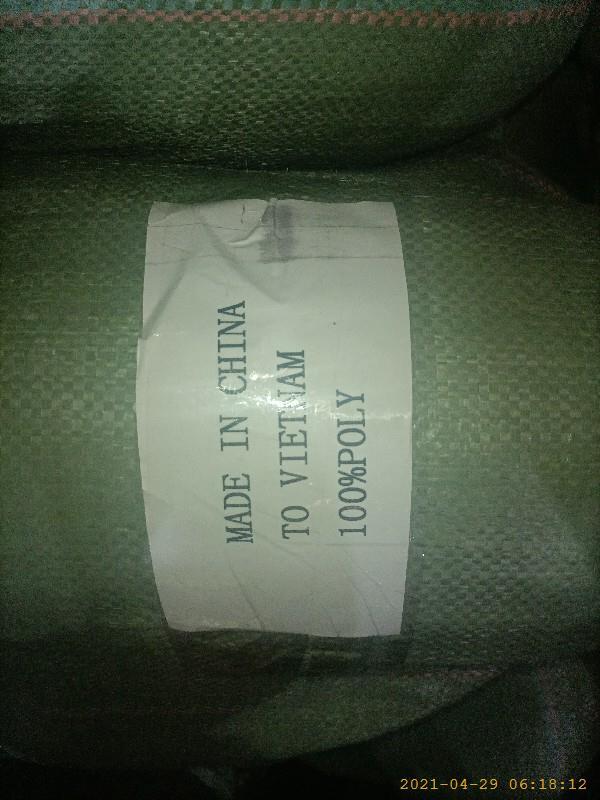 MADE IN CHINA
TO VIETNAM
100%POLY
2021-04-29 06:18:12